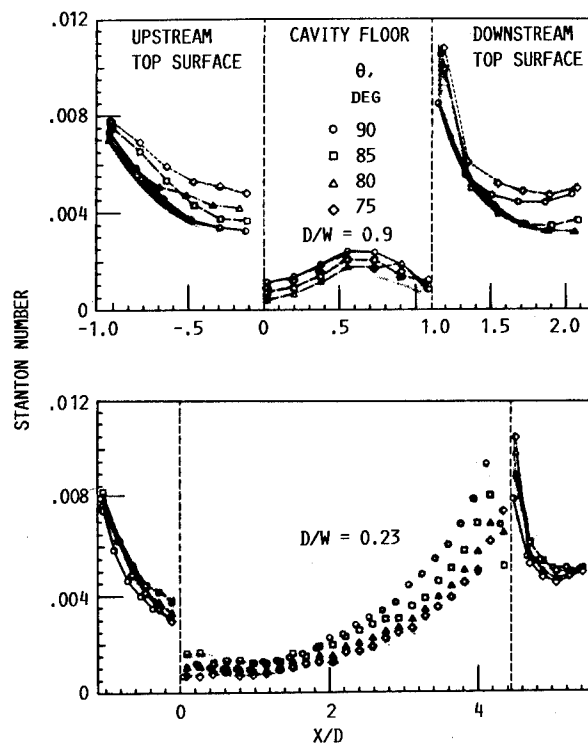 .012
UPSTREAM
TOP SURFACE
CAVITY FLOOR
DOWNSTREAM
TOP SURFACE
θ,
DEG
90
85
80
75
D/W = 0.9
.008
.004
0
-1.0
-.5
0
.5
1.0
1.5
2.0
STANTON NUMBER
.012
.008
.004
0
D/W = 0.23
0
2
4
X/D